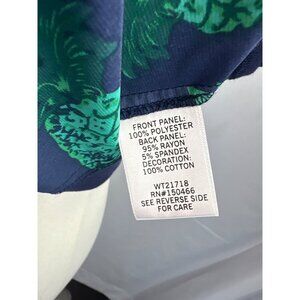 FRONT PANEL:
100% POLYESTER
BACK PANEL:
95% RAYON
5% SPANDEX
DECORATION:
100% COTTON
WT21718
RN#150466
SEE REVERSE SIDE
FOR CARE